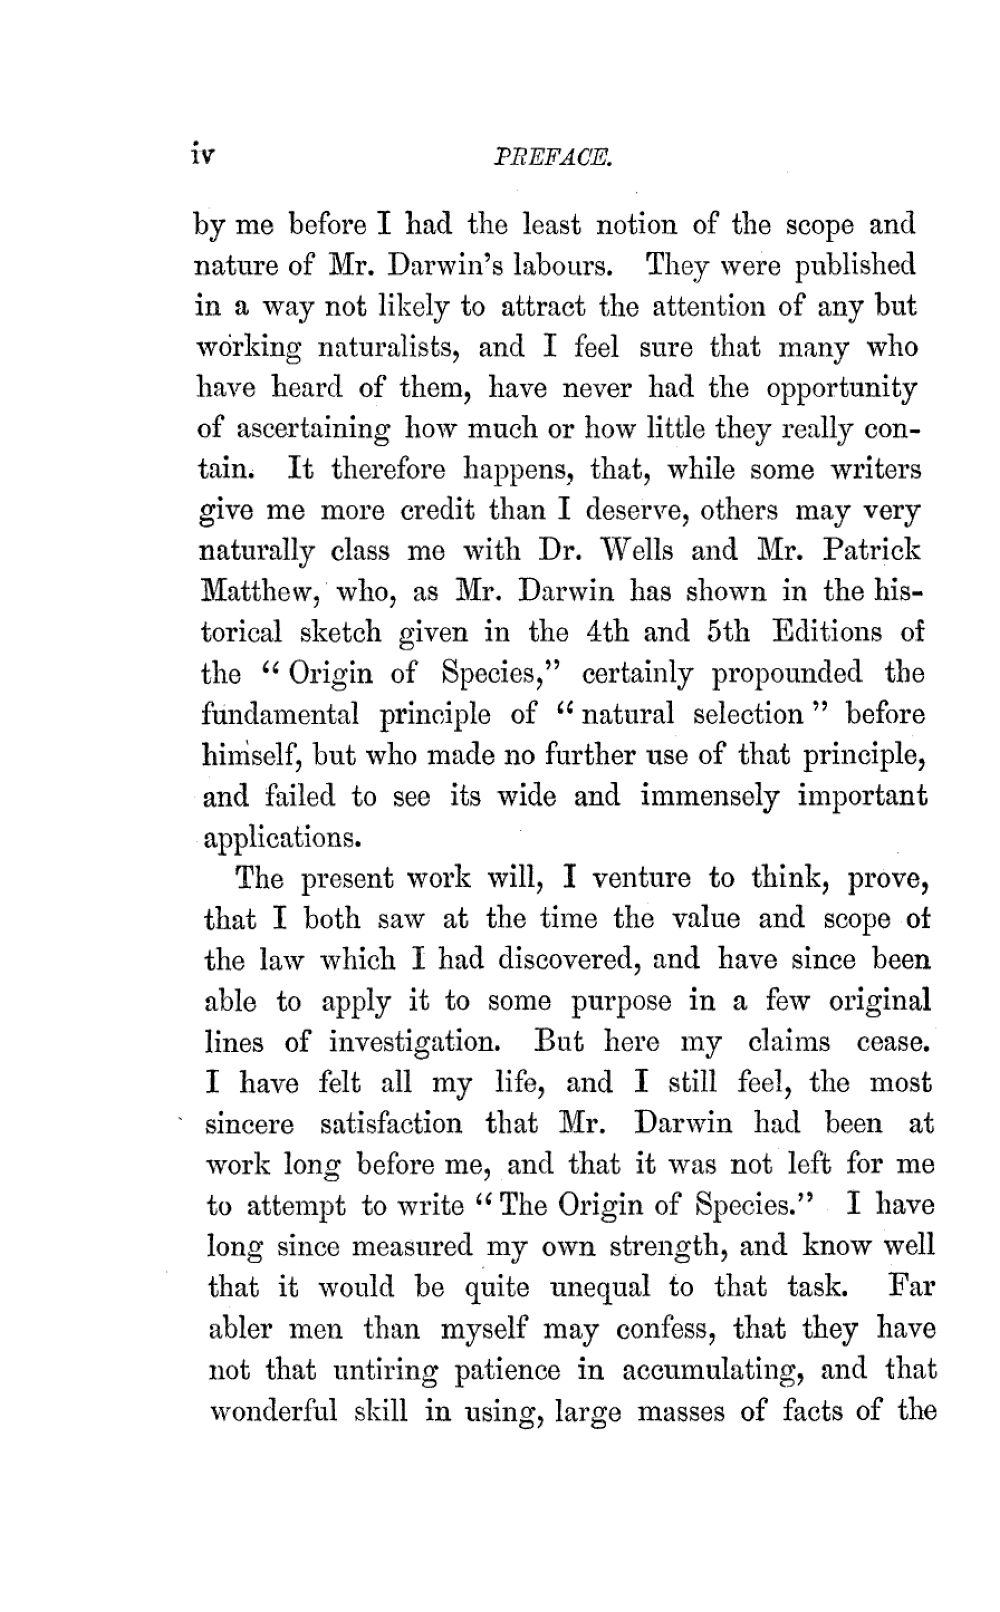 iv PREFACE.
by me before I had the least notion of the scope and
nature of Mr. Darwin's labours. They were published
in a way not likely to attract the attention of any but
working naturalists, and I feel sure that many who
have heard of them, have never had the opportunity
of ascertaining how much or how little they really con-
tain. It therefore happens, that, while some writers
give me more credit than I deserve, others may very
naturally class me with Dr. Wells and Mr. Patrick
Matthew, who, as Mr. Darwin has shown in the his-
torical sketch given in the 4th and 5th Editions of
the “Origin of Species,” certainly propounded the
fundamental principle of “natural selection” before
himself, but who made no further use of that principle,
and failed to see its wide and immensely important
applications.
The present work will, I venture to think, prove,
that I both saw at the time the value and scope of
the law which I had discovered, and have since been
able to apply it to some purpose in a few original
lines of investigation. But here my claims cease.
I have felt all my life, and I still feel, the most
sincere satisfaction that Mr. Darwin had been at
work long before me, and that it was not left for me
to attempt to write “The Origin of Species.” I have
long since measured my own strength, and know well
that it would be quite unequal to that task. Far
abler men than myself may confess, that they have
not that untiring patience in accumulating, and that
wonderful skill in using, large masses of facts of the